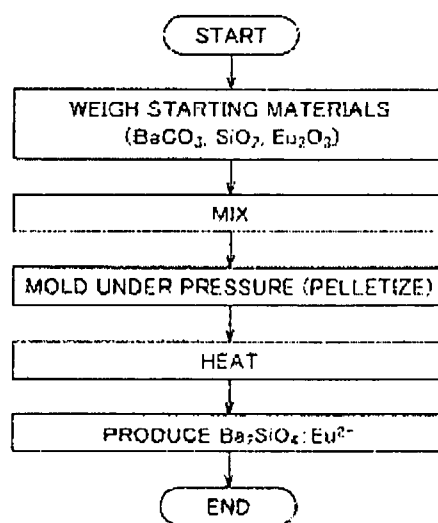 START
WEIGH STARTING MATERIALS
(BaCO₃, SiO₂, Eu₂O₃)
MIX
MOLD UNDER PRESSURE (PELLETIZE)
HEAT
PRODUCE Ba₂SiO₄:Eu²⁺
END